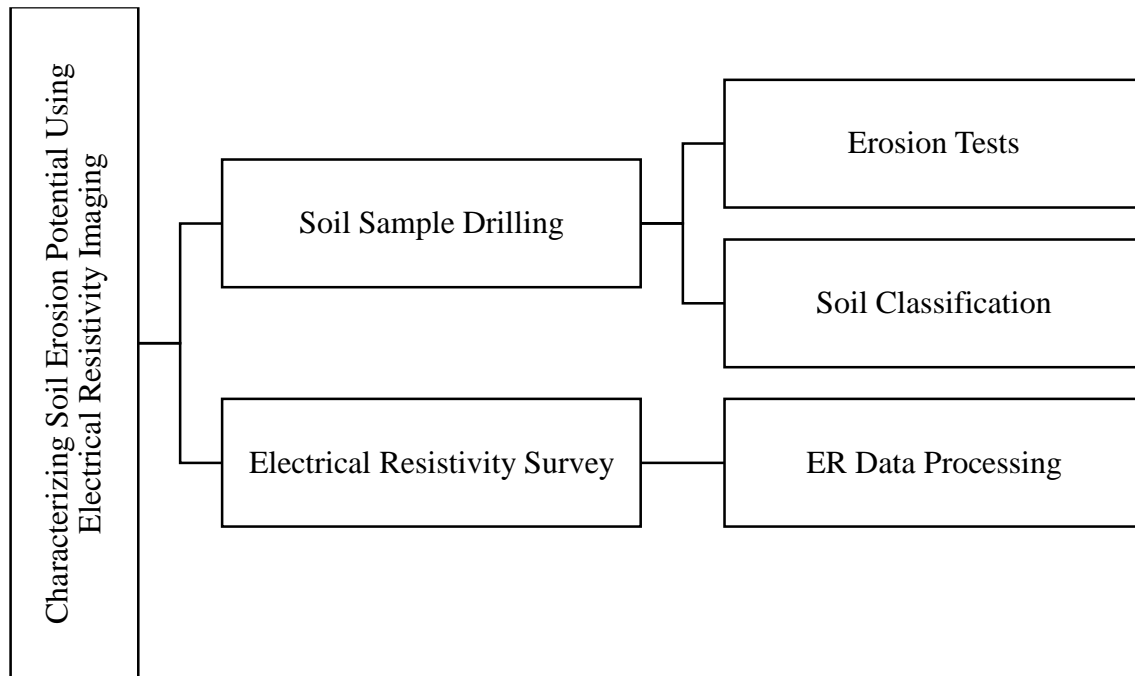 Characterizing Soil Erosion Potential Using
Electrical Resistivity Imaging
Soil Sample Drilling
Erosion Tests
Soil Classification
Electrical Resistivity Survey
ER Data Processing